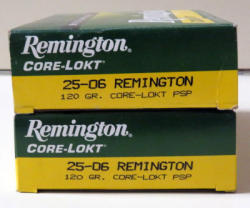 Remington®
CORE-LOKT®
25-06 REMINGTON
120 GR. CORE-LOKT PSP
Remington®
CORE-LOKT®
25-06 REMINGTON
120 GR. CORE-LOKT PSP